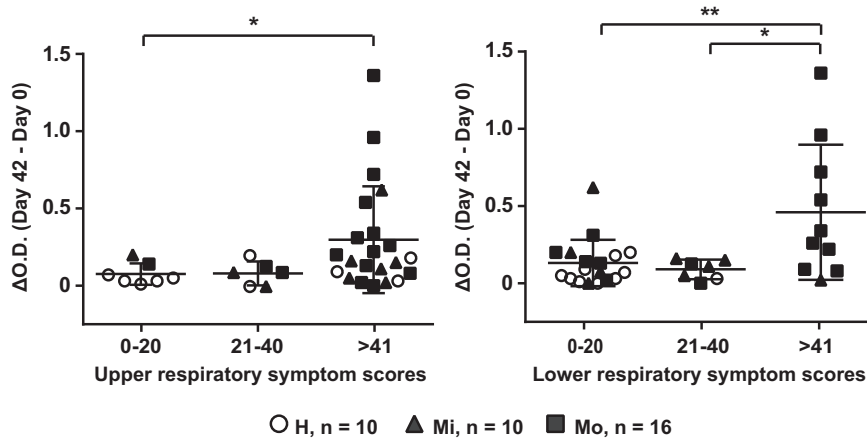 *
1.5
1.0
0.5
0
ΔO.D. (Day 42 - Day 0)
0-20 21-40 >41
Upper respiratory symptom scores
**
*
1.5
1.0
0.5
0
ΔO.D. (Day 42 - Day 0)
0-20 21-40 >41
Lower respiratory symptom scores
H, n = 10 Mi, n = 10 Mo, n = 16